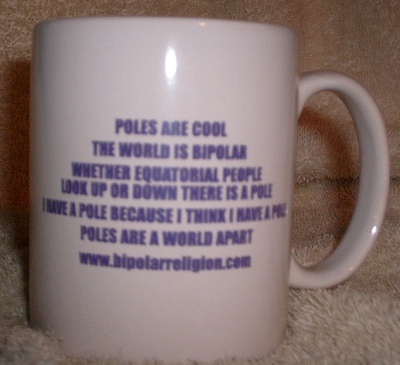 POLES ARE COOL
THE WORLD IS BIPOLAR
WHETHER EQUATORIAL PEOPLE
LOOK UP OR DOWN THERE IS A POLE
I HAVE A POLE BECAUSE I THINK I HAVE A POLE
POLES ARE A WORLD APART
www.bipolarreligion.com